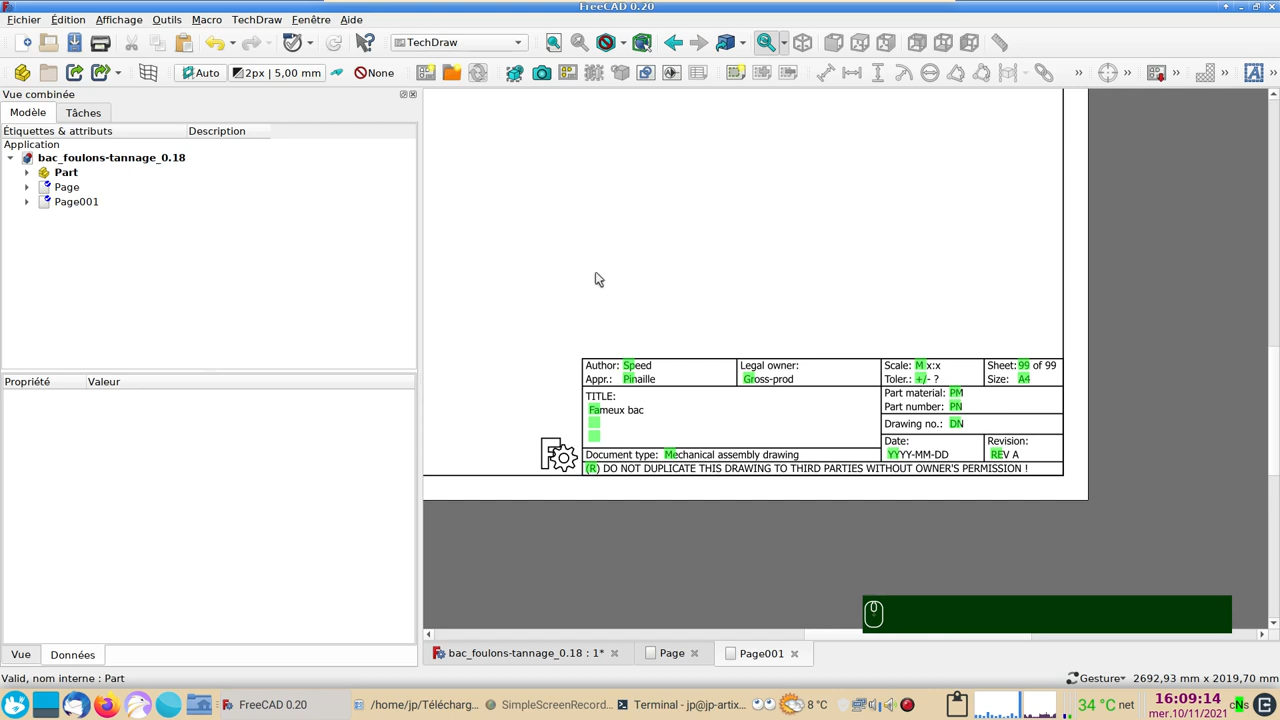 FreeCAD 0.20
Fichier Édition Affichage Outils Macro TechDraw Fenêtre Aide
TechDraw
Auto 2px | 5,00 mm None
Vue combinée
Modèle Tâches
Étiquettes & attributs Description
Application
bac_foulons-tannage_0.18
Part
Page
Page001
Propriété Valeur
Author: Speed Legal owner: Scale: M x:x Sheet: 99 of 99
Appr.: Pinaille Gross-prod Toler.: +/- ? Size: A4
TITLE: Part material: PM
Fameux bac Part number: PN
Drawing no.: DN
Date: Revision:
Document type: Mechanical assembly drawing YYYY-MM-DD REV A
(R) DO NOT DUPLICATE THIS DRAWING TO THIRD PARTIES WITHOUT OWNER'S PERMISSION !
Vue Données
bac_foulons-tannage_0.18 : 1* Page Page001
Valid, nom interne : Part Gesture 2692,93 mm x 2019,70 mm
FreeCAD 0.20 /home/jp/Télécharg... SimpleScreenRecord... Terminal - jp@jp-artix... 8°C 34 °C net 16:09:14 cNs
mer.10/11/2021